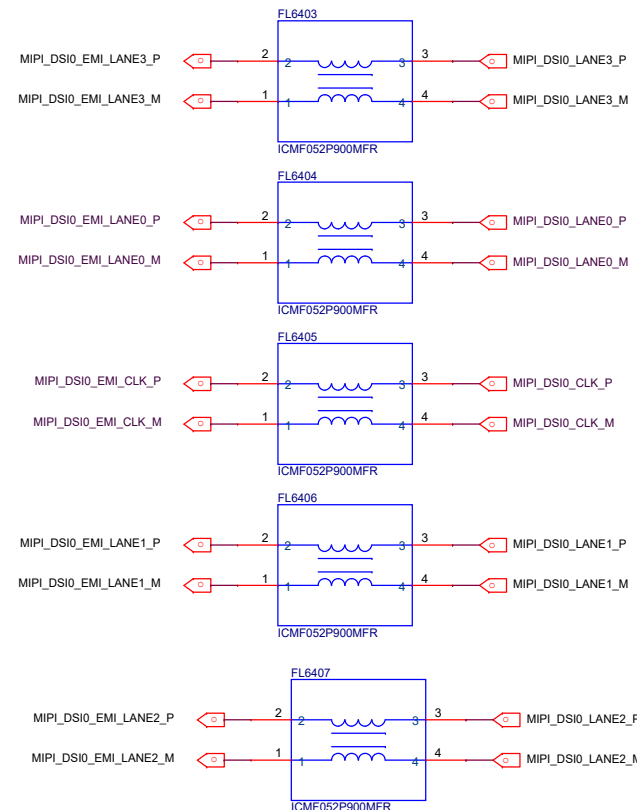 FL6403
MIPI_DSI0_EMI_LANE3_P 2 2 3 3 MIPI_DSI0_LANE3_P
MIPI_DSI0_EMI_LANE3_M 1 1 4 4 MIPI_DSI0_LANE3_M
ICMF052P900MFR
FL6404
MIPI_DSI0_EMI_LANE0_P 2 2 3 3 MIPI_DSI0_LANE0_P
MIPI_DSI0_EMI_LANE0_M 1 1 4 4 MIPI_DSI0_LANE0_M
ICMF052P900MFR
FL6405
MIPI_DSI0_EMI_CLK_P 2 2 3 3 MIPI_DSI0_CLK_P
MIPI_DSI0_EMI_CLK_M 1 1 4 4 MIPI_DSI0_CLK_M
ICMF052P900MFR
FL6406
MIPI_DSI0_EMI_LANE1_P 2 2 3 3 MIPI_DSI0_LANE1_P
MIPI_DSI0_EMI_LANE1_M 1 1 4 4 MIPI_DSI0_LANE1_M
ICMF052P900MFR
FL6407
MIPI_DSI0_EMI_LANE2_P 2 2 3 3 MIPI_DSI0_LANE2_P
MIPI_DSI0_EMI_LANE2_M 1 1 4 4 MIPI_DSI0_LANE2_M
ICMF052P900MFR